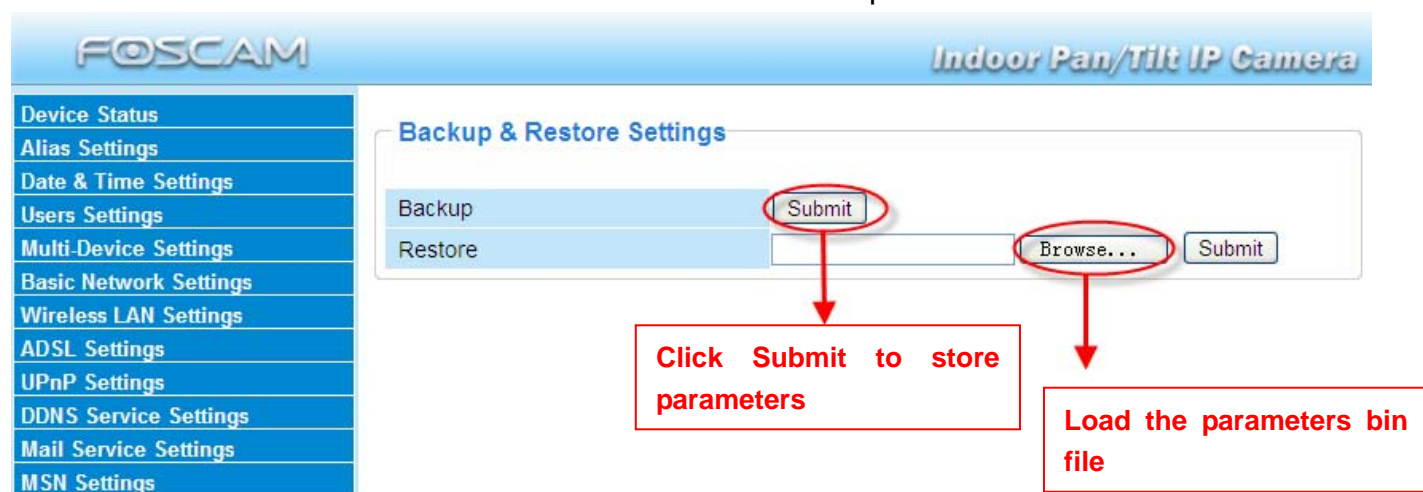 FOSCAM
Indoor Pan/Tilt IP Camera
Device Status
Alias Settings
Date & Time Settings
Users Settings
Multi-Device Settings
Basic Network Settings
Wireless LAN Settings
ADSL Settings
UPnP Settings
DDNS Service Settings
Mail Service Settings
MSN Settings
Backup & Restore Settings
Backup Submit
Restore Browse... Submit
Click Submit to store
parameters
Load the parameters bin
file